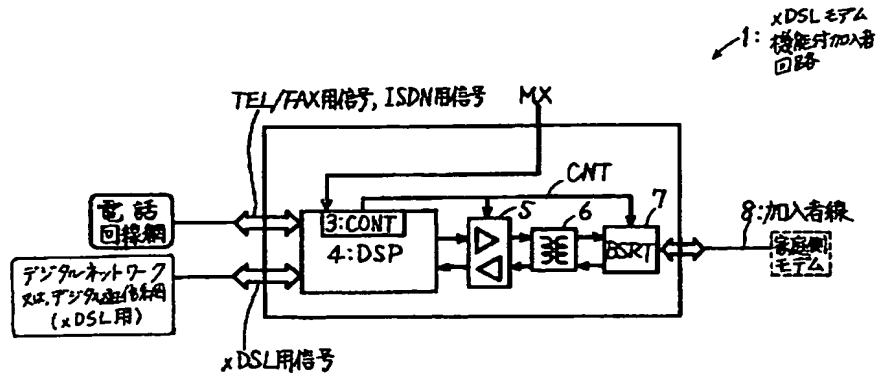 1: xDSLモデム
機能付加入者
回路
TEL/FAX用信号, ISDN用信号
MX
CNT
電話
回線網
3:CONT
4:DSP
5
6
7
BSRT
8:加入者線
家庭側
モデム
デジタルネットワーク
又は、デジタル通信網
(xDSL用)
xDSL用信号